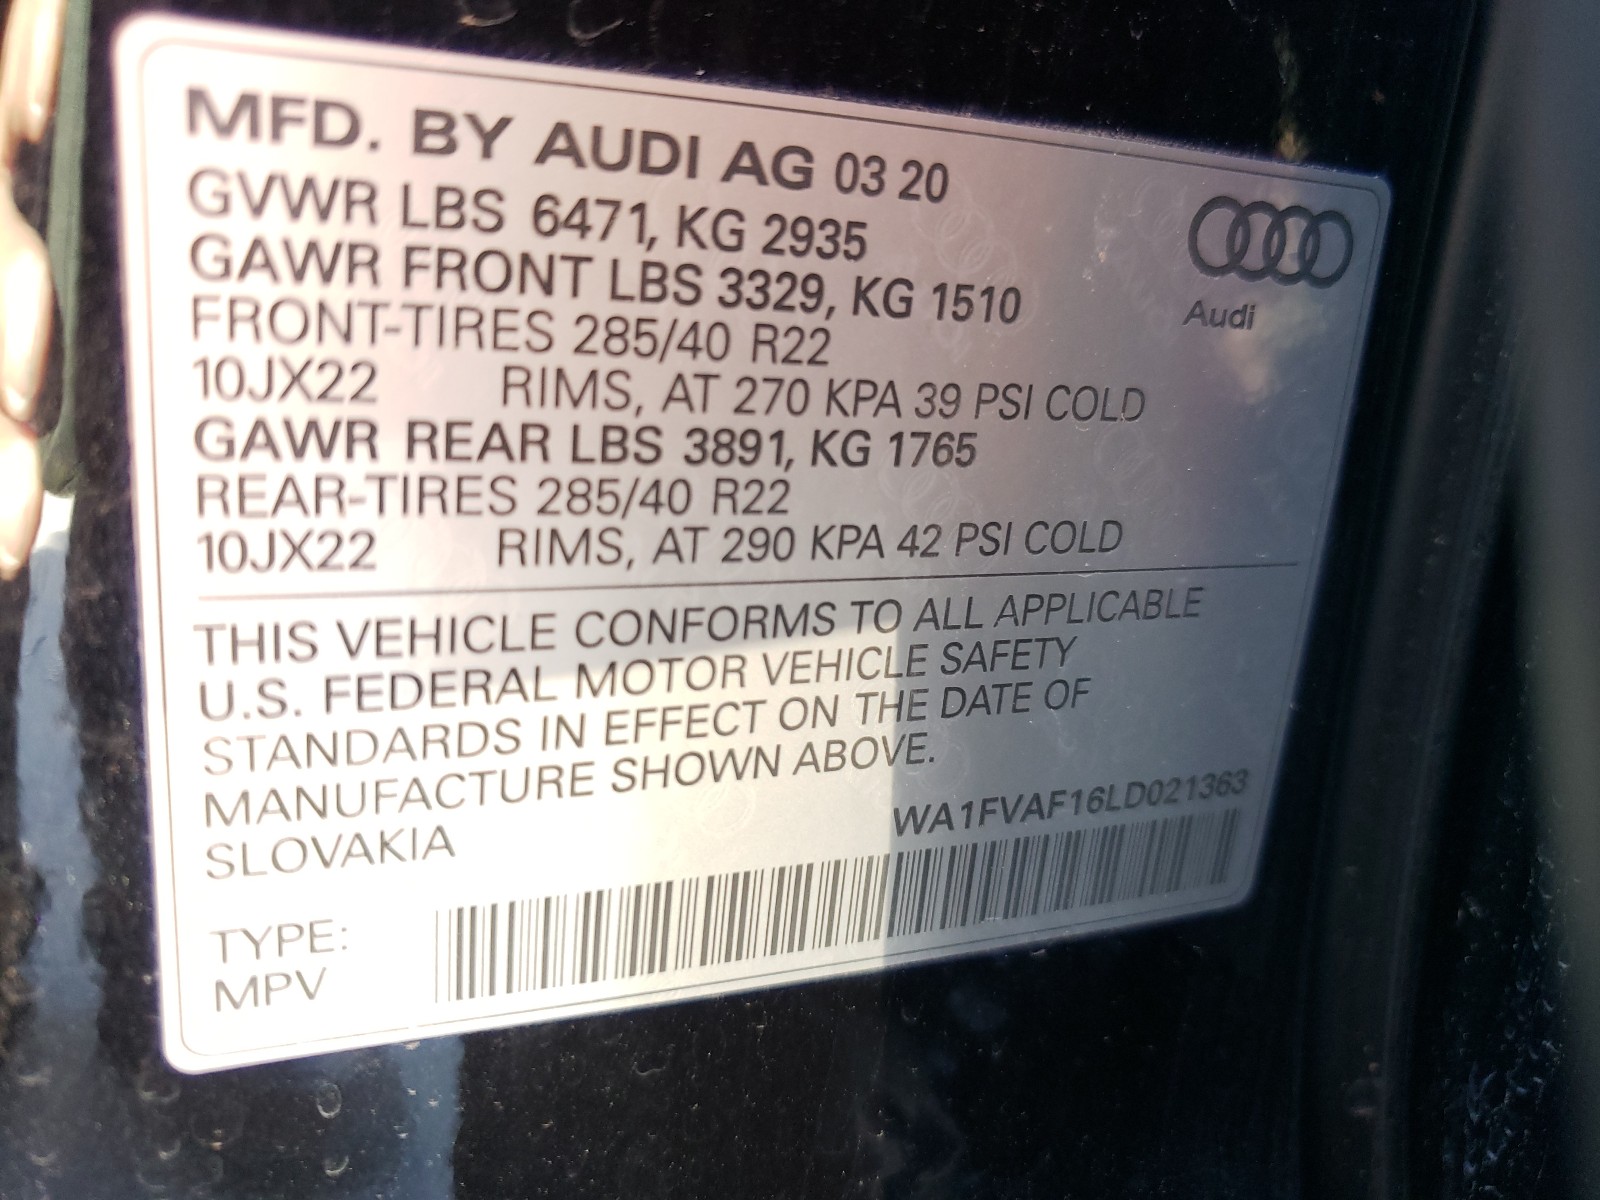 MFD. BY AUDI AG 03 20
GVWR LBS 6471, KG 2935
GAWR FRONT LBS 3329, KG 1510
FRONT-TIRES 285/40 R22
10JX22 RIMS, AT 270 KPA 39 PSI COLD
GAWR REAR LBS 3891, KG 1765
REAR-TIRES 285/40 R22
10JX22 RIMS, AT 290 KPA 42 PSI COLD
Audi
THIS VEHICLE CONFORMS TO ALL APPLICABLE
U.S. FEDERAL MOTOR VEHICLE SAFETY
STANDARDS IN EFFECT ON THE DATE OF
MANUFACTURE SHOWN ABOVE.
SLOVAKIA
WA1FVAF16LD021363
TYPE:
MPV